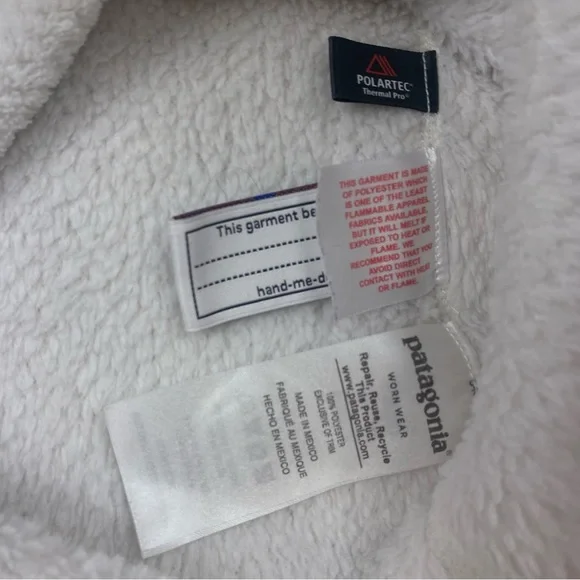 POLARTEC™
Thermal Pro®
This garment be
hand-me-d
THIS GARMENT IS MADE
OF POLYESTER WHICH
IS ONE OF THE LEAST
FLAMMABLE APPAREL
FABRICS AVAILABLE,
BUT IT WILL MELT IF
EXPOSED TO HEAT OR
FLAME. WE
RECOMMEND THAT YOU
AVOID DIRECT
CONTACT WITH HEAT
OR FLAME.
patagonia®
WORN WEAR
Repair, Reuse, Recycle
This Product
www.patagonia.com
100% POLYESTER
EXCLUSIVE OF TRIM
MADE IN MEXICO
FABRIQUÉ AU MEXIQUE
HECHO EN MEXICO